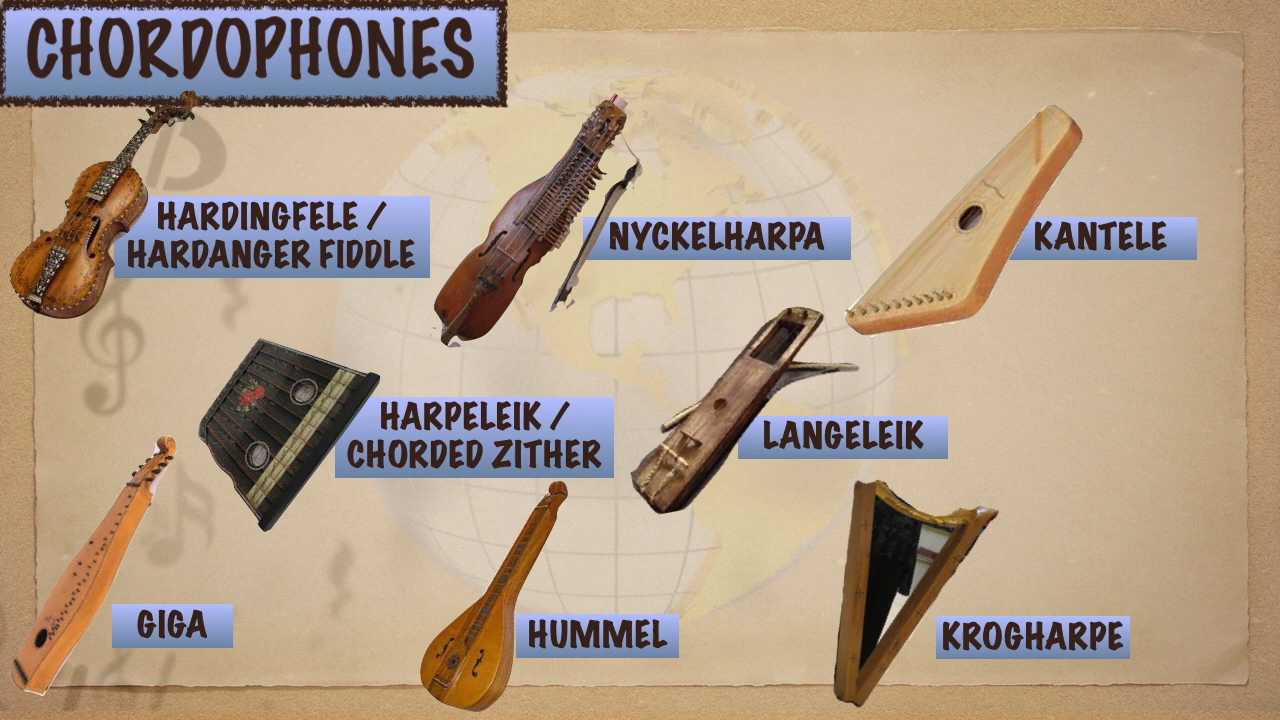 CHORDOPHONES
HARDINGFELE /
HARDANGER FIDDLE
NYCKELHARPA
KANTELE
HARPELEIK /
CHORDED ZITHER
LANGELEIK
GIGA
HUMMEL
KROGHARPE